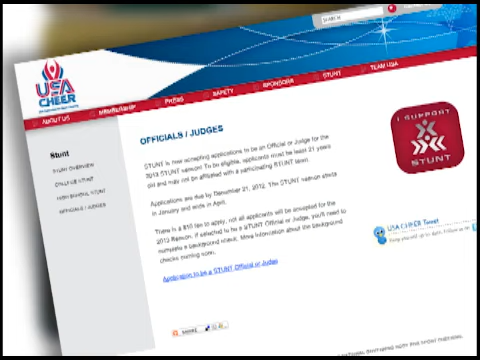 SEARCH
USA
CHEER
ABOUT US
MEMBERSHIP
PRESS
SAFETY
SPONSORS
STUNT
TEAM USA
Stunt
STUNT OVERVIEW
COLLEGE STUNT
HIGH SCHOOL STUNT
OFFICIALS / JUDGES
OFFICIALS / JUDGES
STUNT is now accepting applications to be an Official or Judge for the
2013 STUNT season! To be eligible, applicants must be at least 21 years
old and may not be affiliated with a participating STUNT team.
Applications are due by December 21, 2012. The STUNT season starts
in January and ends in April.
There is a $10 fee to apply, not all applicants will be accepted for the
2013 Season. If selected to be a STUNT Official or Judge, you'll need to
complete a background check. More information about the background
checks coming soon.
Application to be a STUNT Official or Judge
SHARE
I SUPPORT
STUNT
USA CHEER Tweet